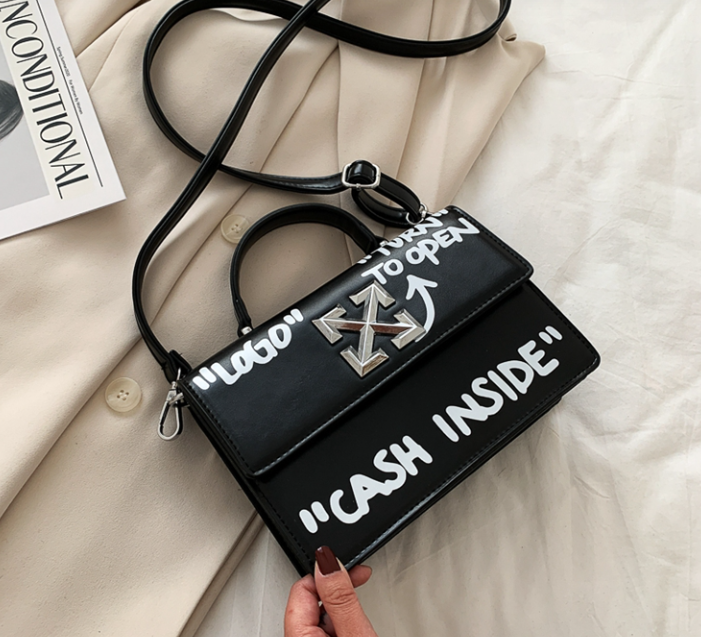 UNCONDITIONAL
"TURN"
TO OPEN
"LOGO"
"CASH INSIDE"